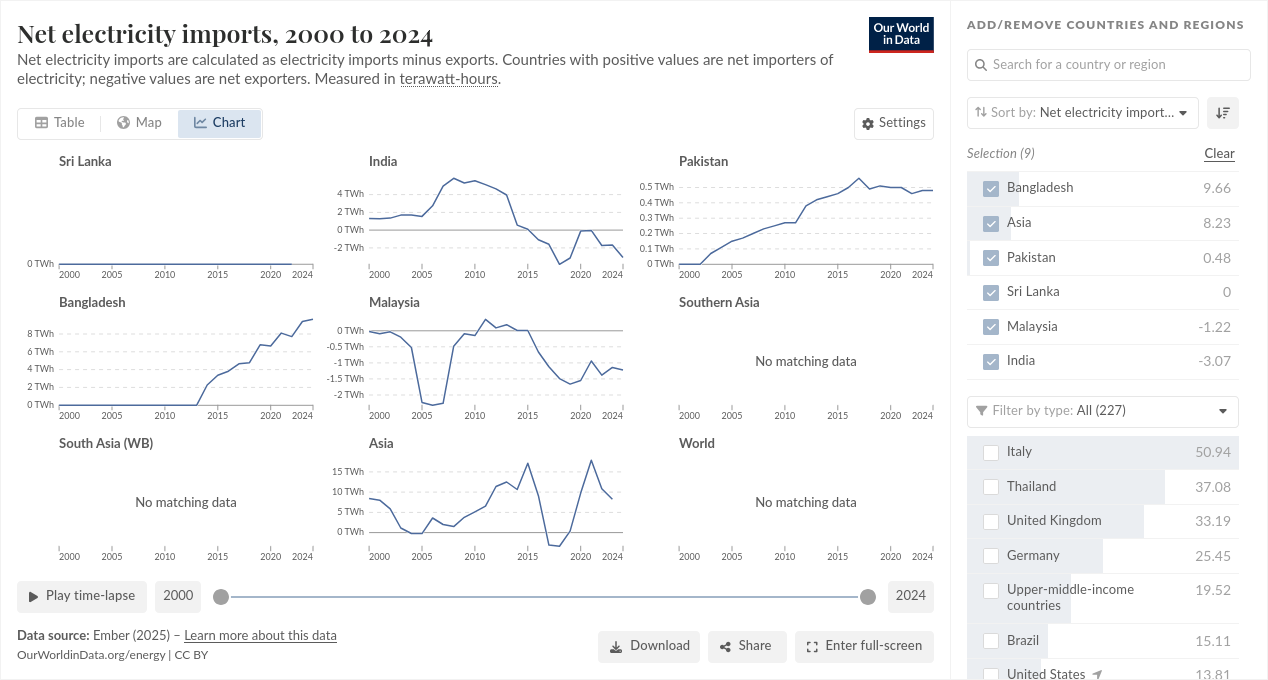 Net electricity imports, 2000 to 2024
Net electricity imports are calculated as electricity imports minus exports. Countries with positive values are net importers of
electricity; negative values are net exporters. Measured in terawatt-hours.
Our World
in Data
Table
Map
Chart
Settings
Sri Lanka
0 TWh
2000 2005 2010 2015 2020 2024
India
4 TWh
2 TWh
0 TWh
-2 TWh
2000 2005 2010 2015 2020 2024
Pakistan
0.5 TWh
0.4 TWh
0.3 TWh
0.2 TWh
0.1 TWh
0 TWh
2000 2005 2010 2015 2020 2024
Bangladesh
8 TWh
6 TWh
4 TWh
2 TWh
0 TWh
2000 2005 2010 2015 2020 2024
Malaysia
0 TWh
-0.5 TWh
-1 TWh
-1.5 TWh
-2 TWh
2000 2005 2010 2015 2020 2024
Southern Asia
No matching data
2000 2005 2010 2015 2020 2024
South Asia (WB)
No matching data
2000 2005 2010 2015 2020 2024
Asia
15 TWh
10 TWh
5 TWh
0 TWh
2000 2005 2010 2015 2020 2024
World
No matching data
2000 2005 2010 2015 2020 2024
Play time-lapse
2000
2024
Data source: Ember (2025) – Learn more about this data
OurWorldinData.org/energy | CC BY
Download
Share
Enter full-screen
ADD/REMOVE COUNTRIES AND REGIONS
Search for a country or region
Sort by: Net electricity import...
Selection (9)
Clear
Bangladesh 9.66
Asia 8.23
Pakistan 0.48
Sri Lanka 0
Malaysia -1.22
India -3.07
Filter by type: All (227)
Italy 50.94
Thailand 37.08
United Kingdom 33.19
Germany 25.45
Upper-middle-income 19.52
countries
Brazil 15.11
United States 13.81